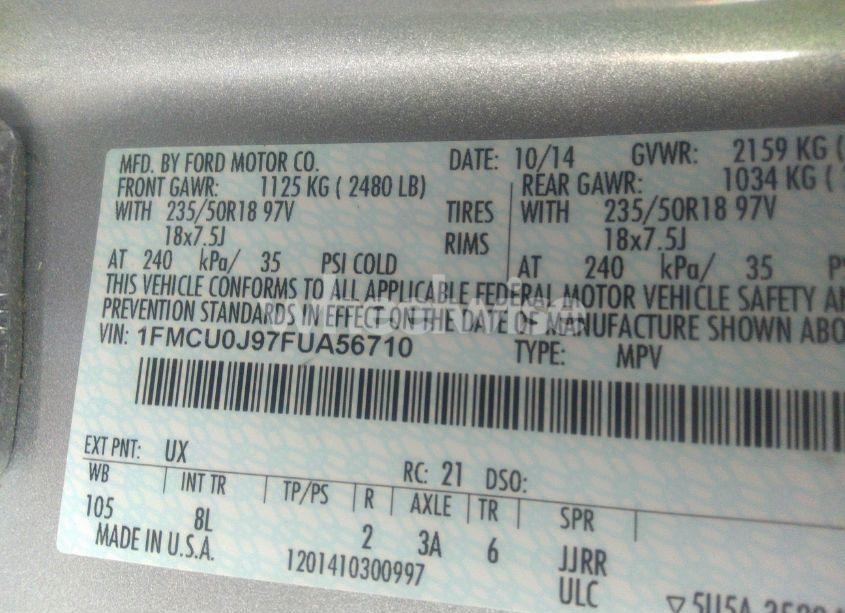 MFD. BY FORD MOTOR CO. DATE: 10/14 GVWR: 2159 KG (
FRONT GAWR: 1125 KG ( 2480 LB) REAR GAWR: 1034 KG (
WITH 235/50R18 97V TIRES WITH 235/50R18 97V
18x7.5J RIMS 18x7.5J
AT 240 kPa/ 35 PSI COLD AT 240 kPa/ 35
THIS VEHICLE CONFORMS TO ALL APPLICABLE FEDERAL MOTOR VEHICLE SAFETY
PREVENTION STANDARDS IN EFFECT ON THE DATE OF MANUFACTURE SHOWN
VIN: 1FMCU0J97FUA56710 TYPE: MPV
EXT PNT: UX RC: 21 DSO:
WB INT TR TP/PS R AXLE TR SPR
105 8L 2 3A 6 JJRR
MADE IN U.S.A. 1201410300997 ULC